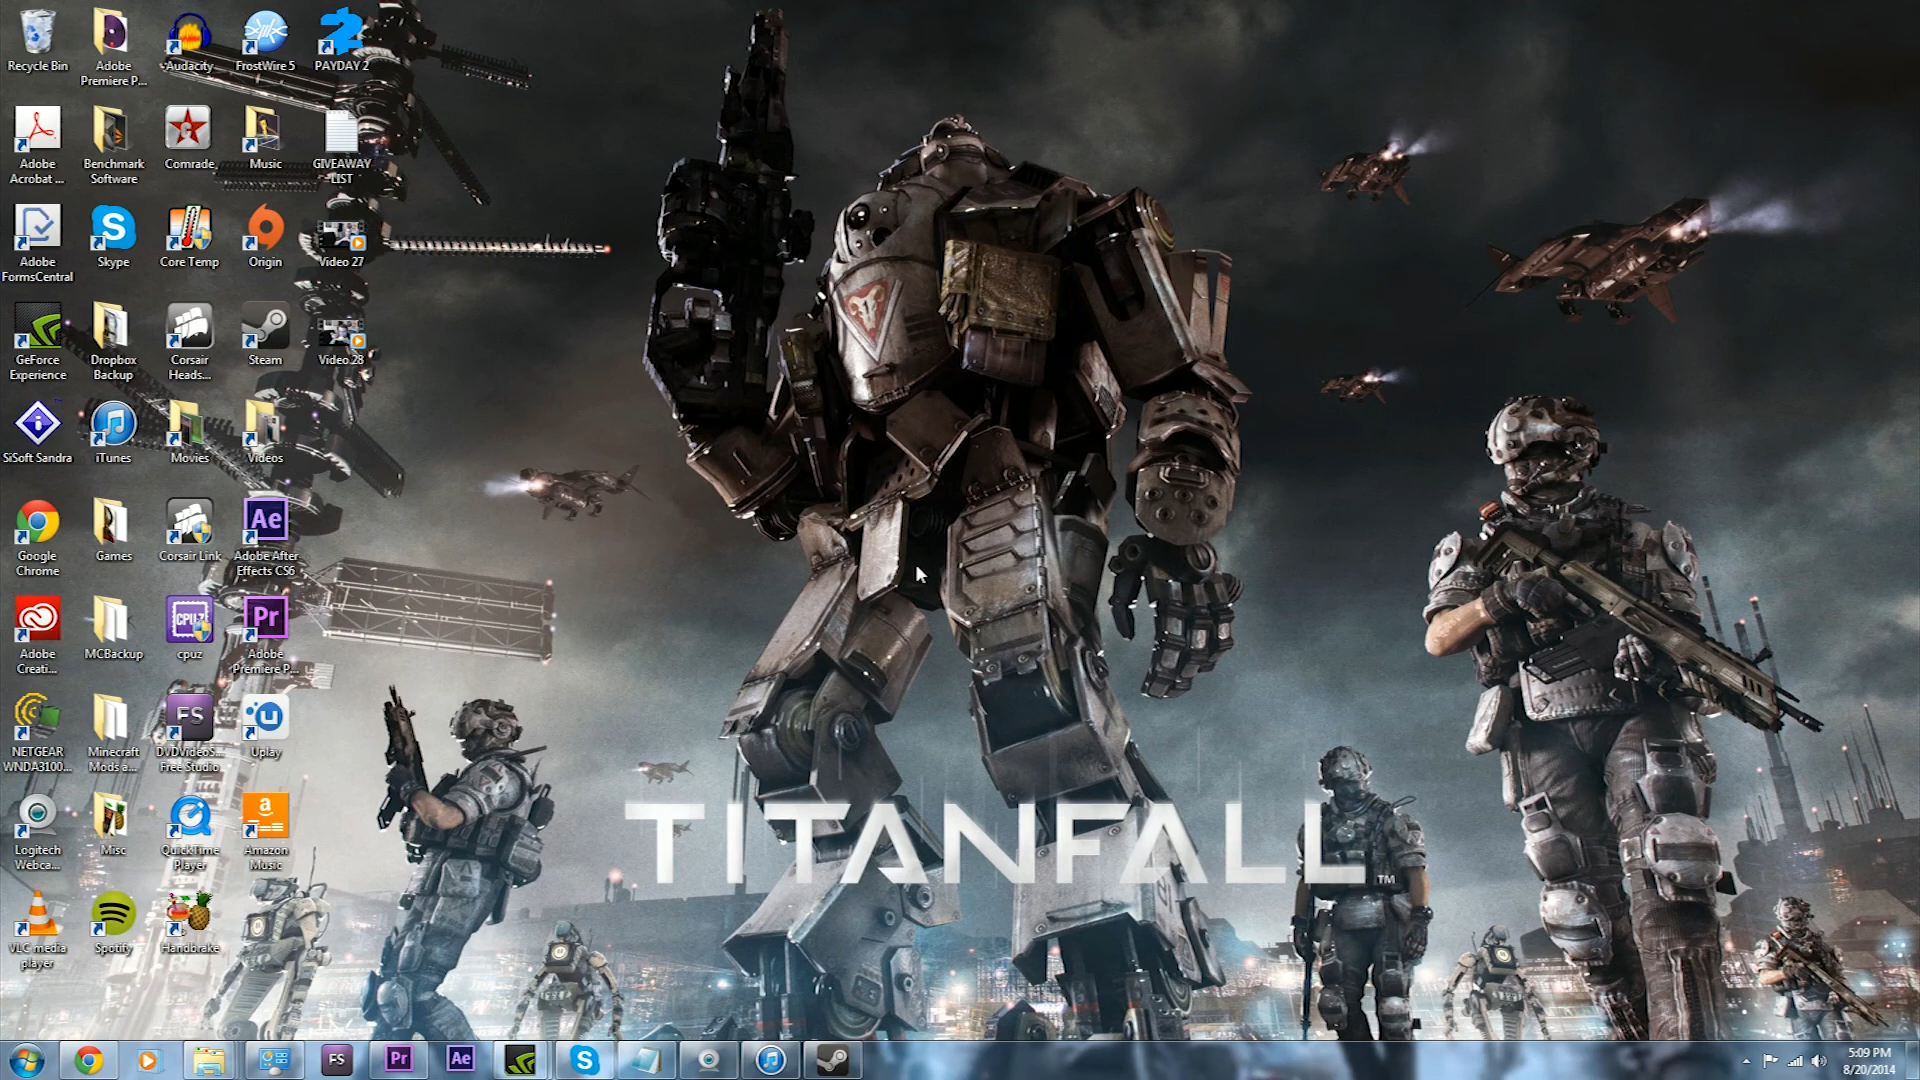 Recycle Bin
Adobe
Premiere P...
Audacity
FrostWire 5
PAYDAY 2
Adobe
Acrobat ...
Benchmark
Software
Comrade
Music
GIVEAWAY
LIST
Adobe
FormsCentral
Skype
Core Temp
Origin
Video 27
GeForce
Experience
Dropbox
Backup
Corsair
Heads...
Steam
Video 28
SiSoft Sandra
iTunes
Movies
Videos
Google
Chrome
Games
Corsair Link
Ae
Adobe After
Effects CS6
Adobe
Creati...
MCBackup
CPU-Z
cpuz
Pr
Adobe
Premiere P...
NETGEAR
WNDA3100...
Minecraft
Mods a...
FS
DVDVideoS...
Free Studio
Uplay
Logitech
Webca...
Misc
QuickTime
Player
Amazon
Music
VLC media
player
Spotify
Handbrake
TITANFALL
TM
FS
Pr
Ae
5:09 PM
8/20/2014